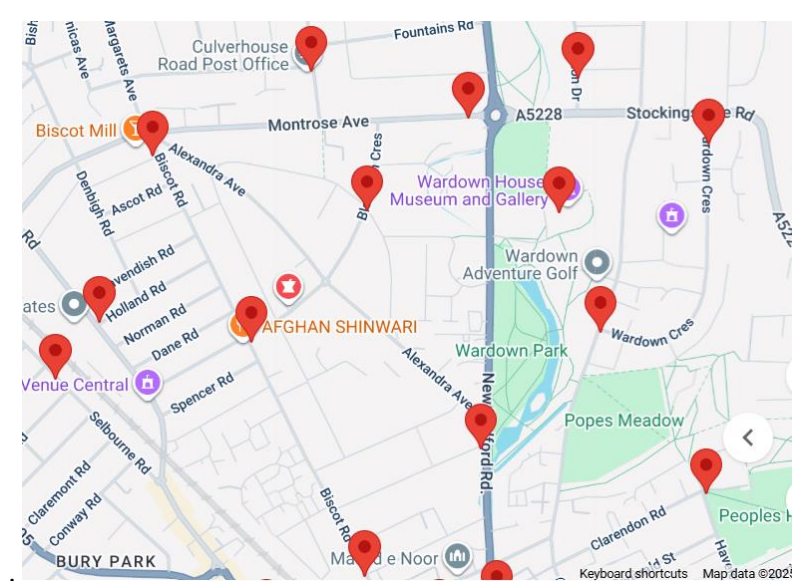 Fountains Rd
Culverhouse
Road Post Office
Margarets Ave
Montrose Ave
A5228
Biscot Mill
Alexandra Ave
Biscot Rd
Denbigh Rd
Ascot Rd
Cres
Wardown House
Museum and Gallery
Wardown
Adventure Golf
Holland Rd
Norman Rd
Dane Rd
AFGHAN SHINWARI
Wardown Cres
Alexandra Ave
Wardown Park
Venue Central
Spencer Rd
Selbourne Rd
Popes Meadow
Claremont Rd
Conway Rd
Biscot Rd
Clarendon Rd
e Noor
BURY PARK
Keyboard shortcuts
Map data ©2025